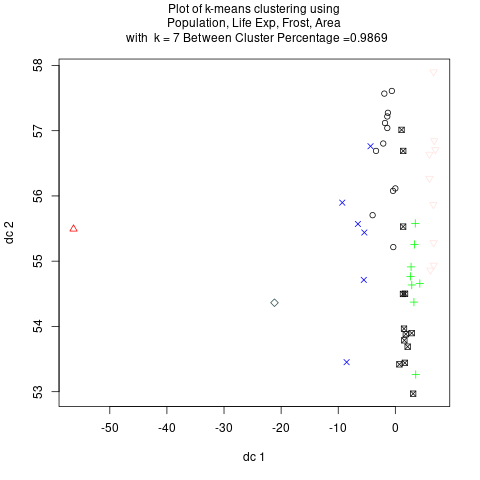 Plot of k-means clustering using
Population, Life Exp, Frost, Area
with  k = 7 Between Cluster Percentage =0.9869
58
57
56
55
54
53
dc 2
-50
-40
-30
-20
-10
0
dc 1